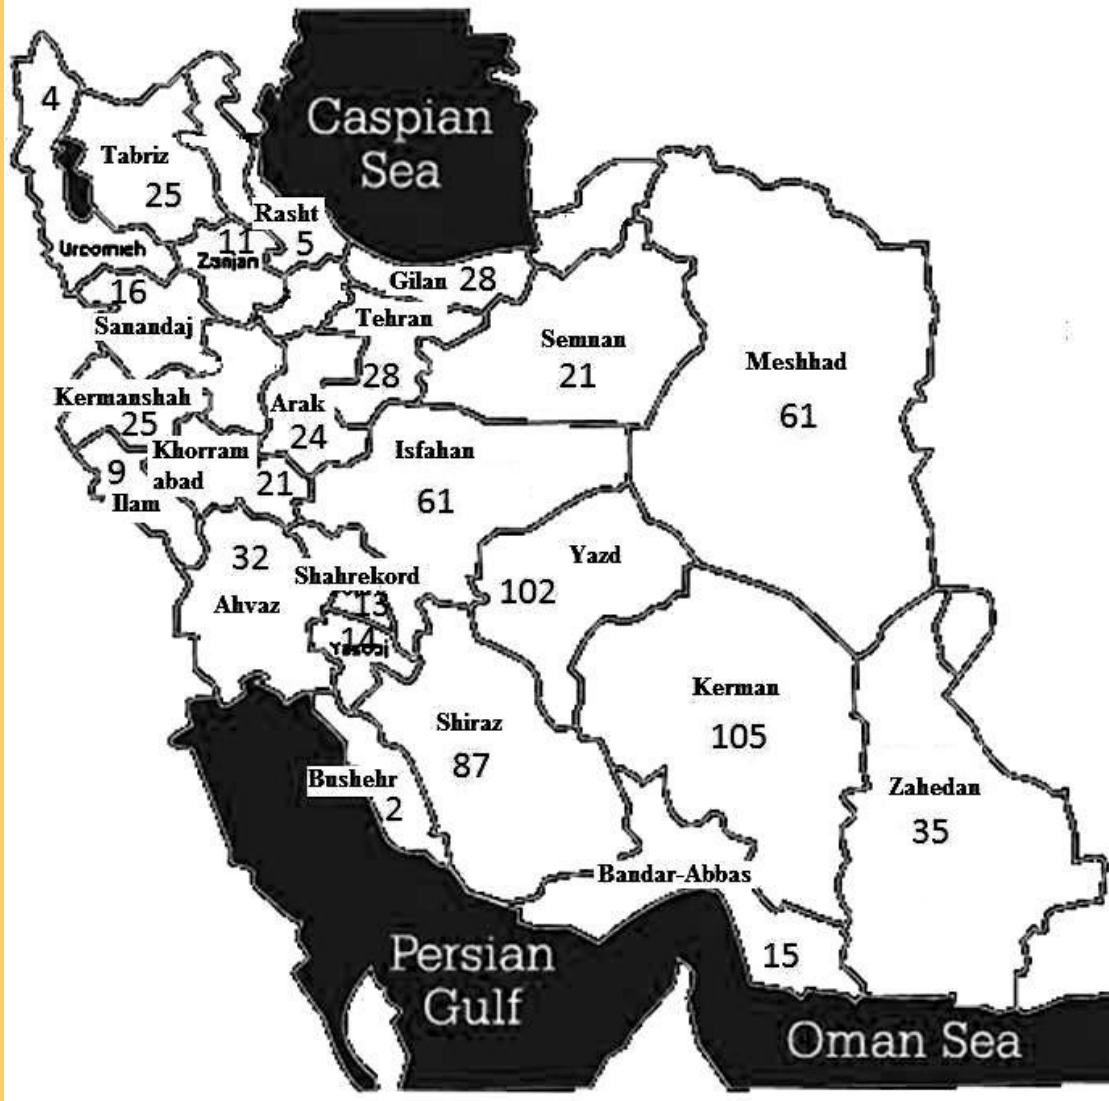 Caspian
Sea
4
Tabriz
25
Rasht
5
11
Zanjan
Uroomieh
Gilan 28
16
Tehran
Sanandaj
Semnan
21
Meshhad
61
28
Kermanshah
25
Arak
24
Khorram
abad
21
9
Ilam
Isfahan
61
32
Ahvaz
Shahrekord
13
14
Yasouj
Yazd
102
Kerman
105
Shiraz
87
Bushehr
2
Zahedan
35
Bandar-Abbas
15
Persian
Gulf
Oman Sea